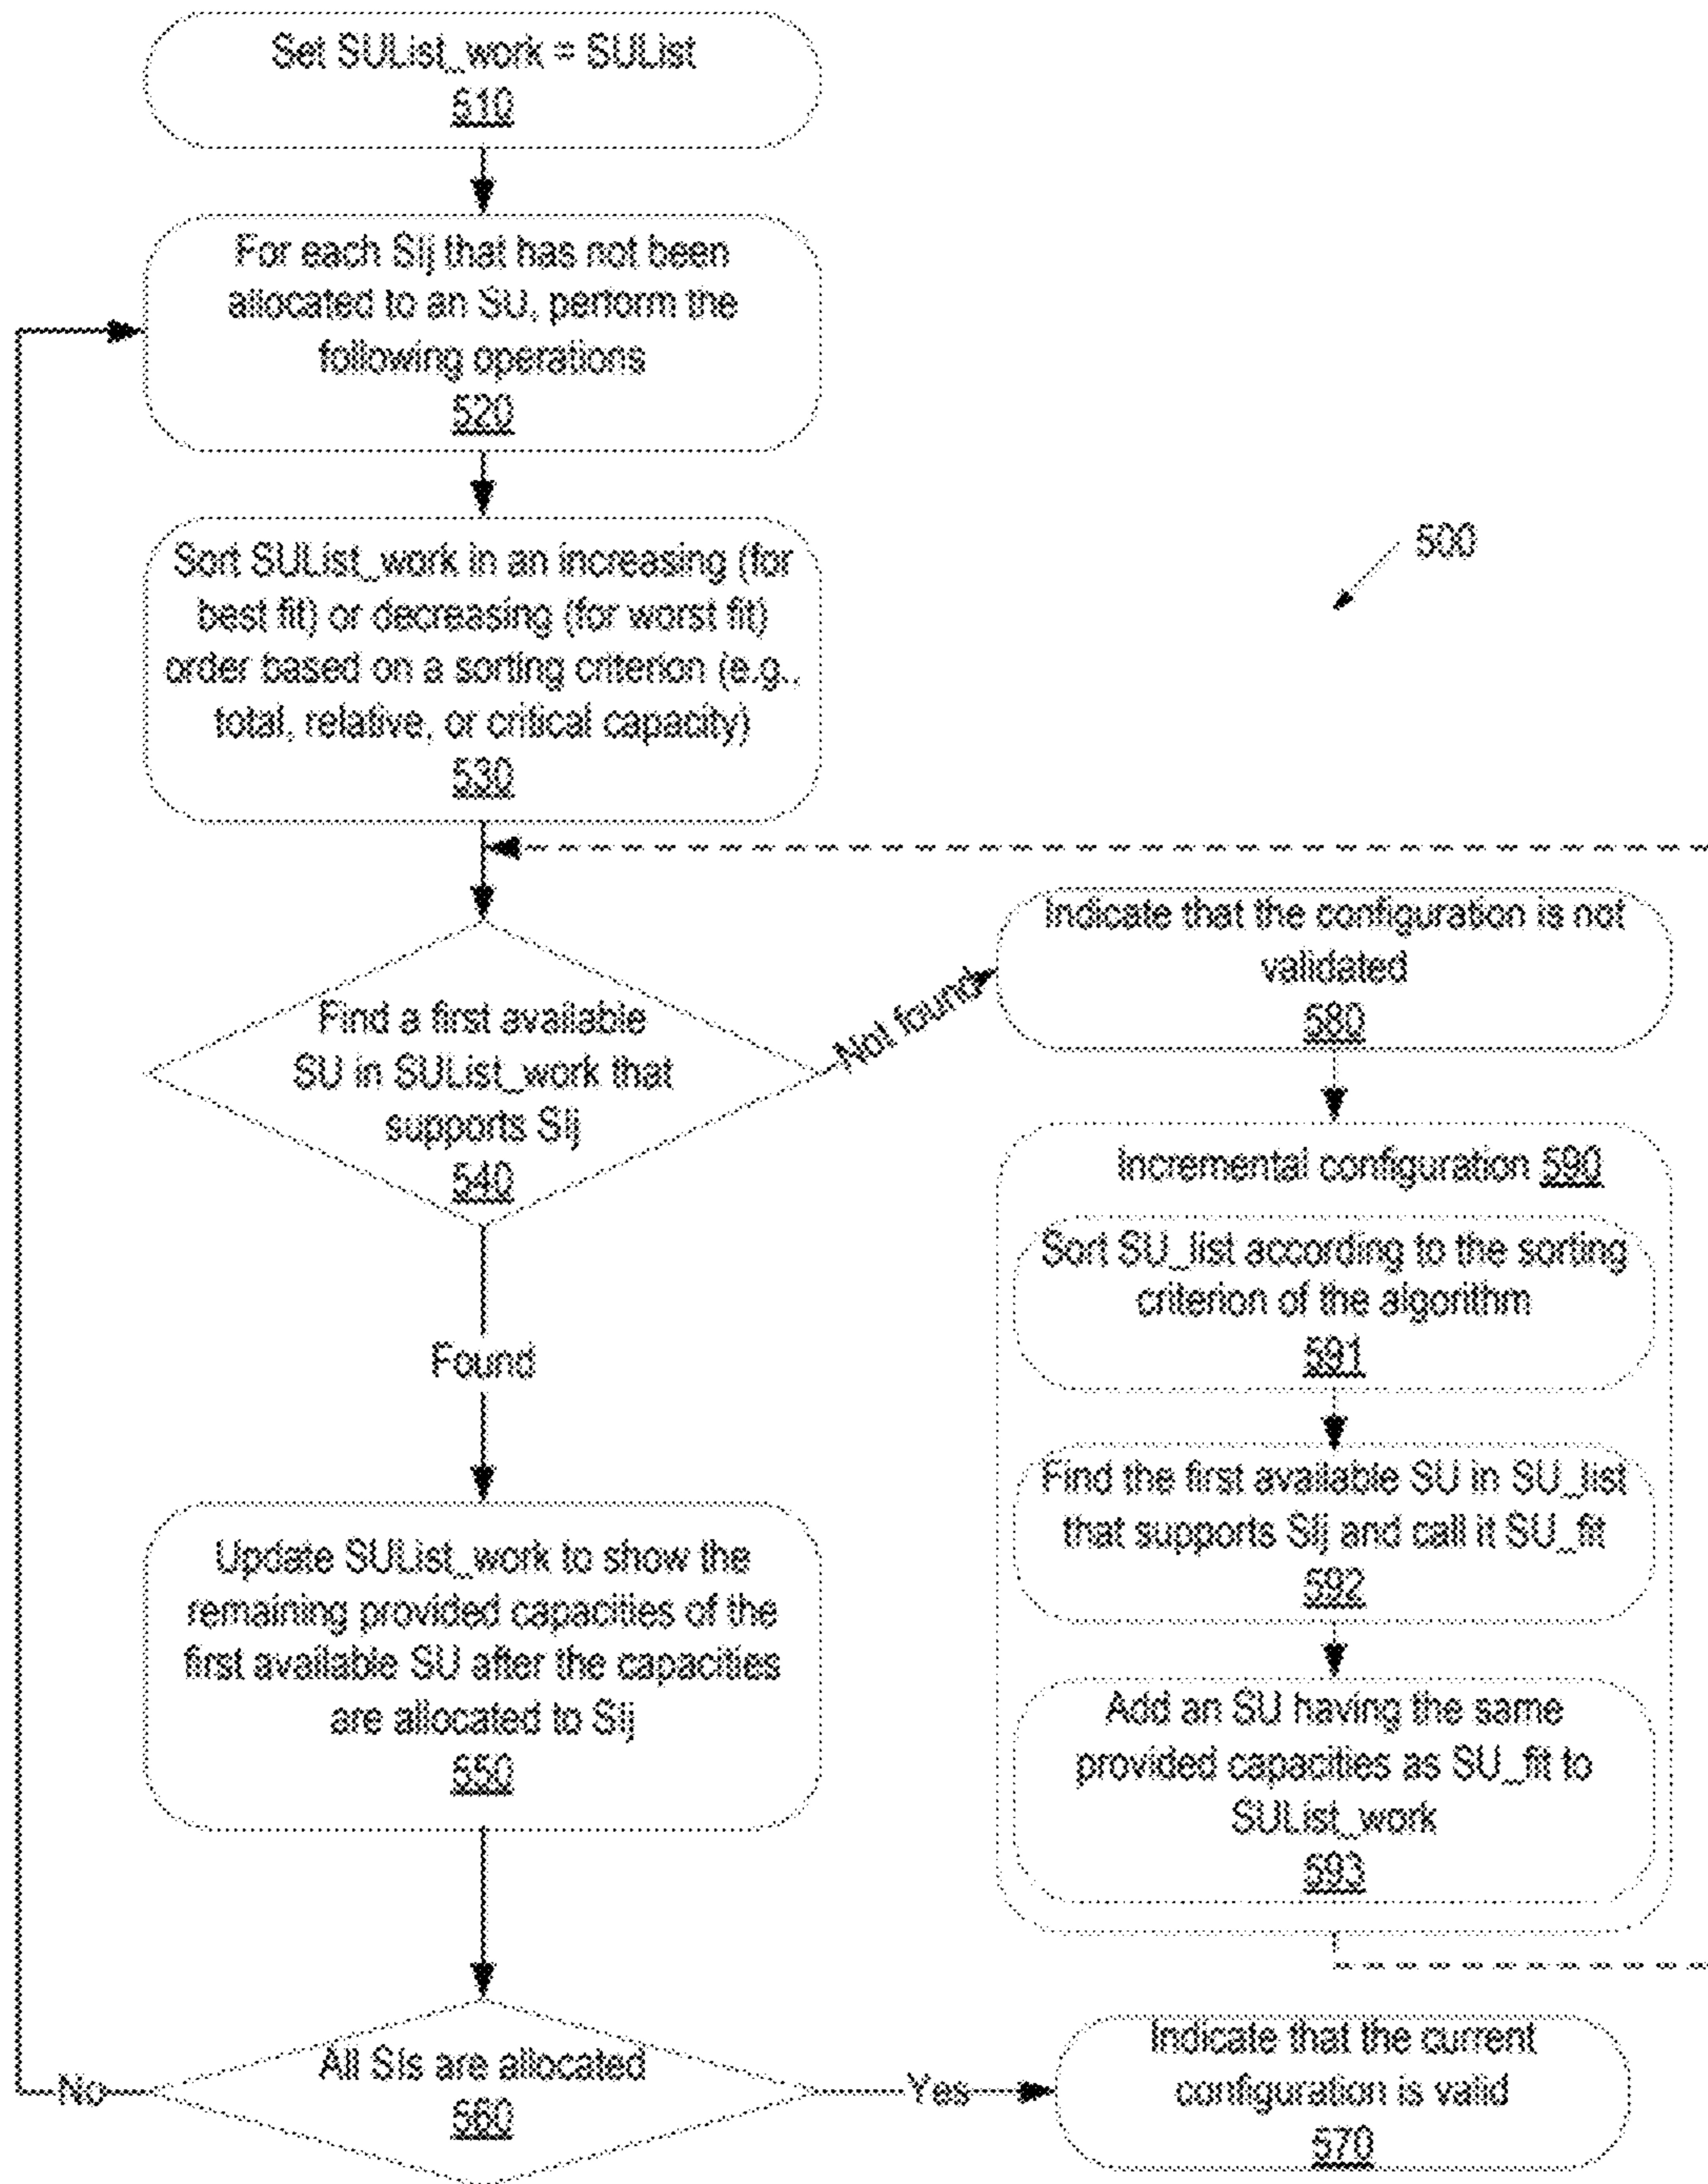 Set SUList_work = SUList
510
For each SIij that has not been
allocated to an SU, perform the
following operations
520
Sort SUList_work in an increasing (for
best fit) or decreasing (for worst fit)
order based on a sorting criterion (e.g.,
total, relative, or critical capacity)
530
500
Find a first available
SU in SUList_work that
supports SIij
540
Not found
Indicate that the configuration is not
validated
580
Incremental configuration 590
Sort SU_list according to the sorting
criterion of the algorithm
591
Find the first available SU in SU_list
that supports SIij and call it SU_fit
592
Add an SU having the same
provided capacities as SU_fit to
SUList_work
593
Found
Update SUList_work to show the
remaining provided capacities of the
first available SU after the capacities
are allocated to SIij
550
All SIs are allocated
560
No
Yes
Indicate that the current
configuration is valid
570